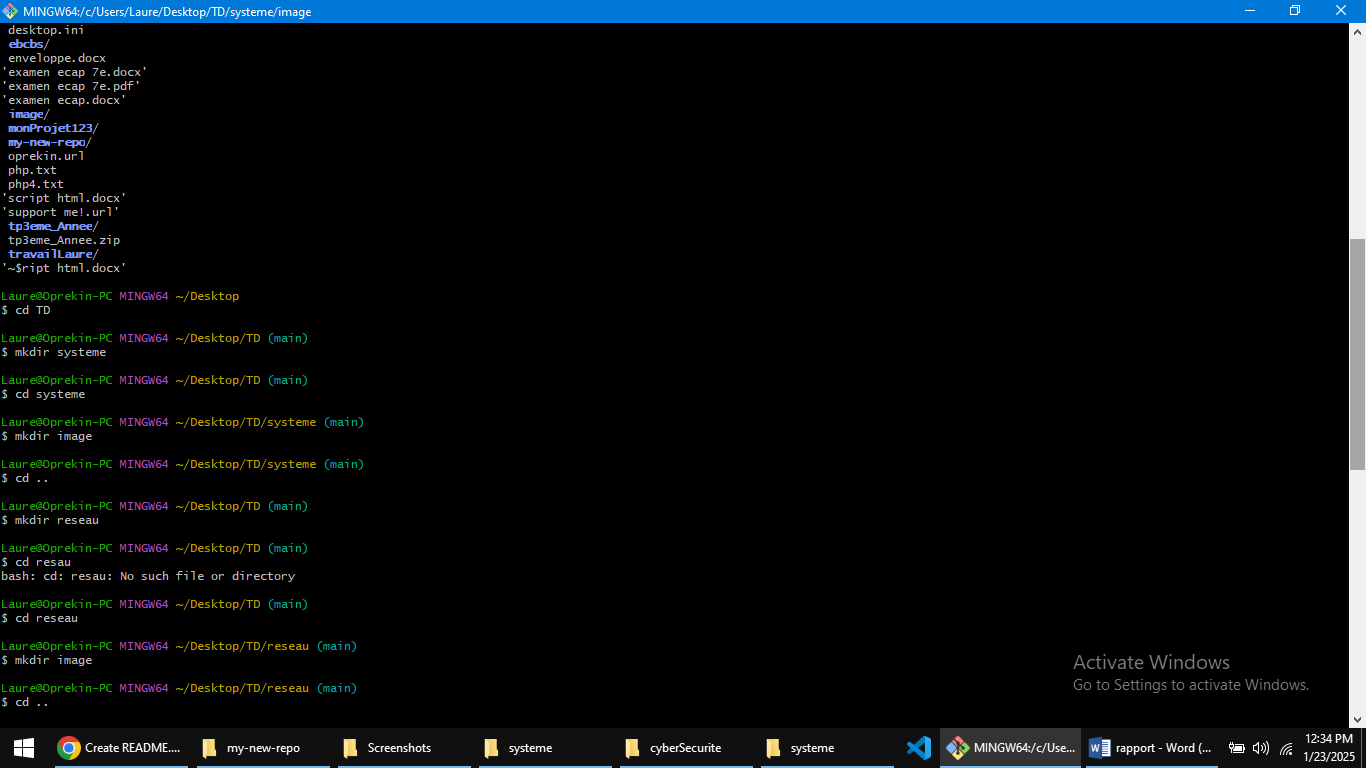 MINGW64:/c/Users/Laure/Desktop/TD/systeme/image
desktop.ini
ebcbs/
enveloppe.docx
'examen ecap 7e.docx'
'examen ecap 7e.pdf'
'examen ecap.docx'
image/
monProjet123/
my-new-repo/
oprekin.url
php.txt
php4.txt
'script html.docx'
'support me!.url'
tp3eme_Annee/
tp3eme_Annee.zip
travailLaure/
'~$ript html.docx'
Laure@Oprekin-PC MINGW64 ~/Desktop
$ cd TD
Laure@Oprekin-PC MINGW64 ~/Desktop/TD (main)
$ mkdir systeme
Laure@Oprekin-PC MINGW64 ~/Desktop/TD (main)
$ cd systeme
Laure@Oprekin-PC MINGW64 ~/Desktop/TD/systeme (main)
$ mkdir image
Laure@Oprekin-PC MINGW64 ~/Desktop/TD/systeme (main)
$ cd ..
Laure@Oprekin-PC MINGW64 ~/Desktop/TD (main)
$ mkdir reseau
Laure@Oprekin-PC MINGW64 ~/Desktop/TD (main)
$ cd resau
bash: cd: resau: No such file or directory
Laure@Oprekin-PC MINGW64 ~/Desktop/TD (main)
$ cd reseau
Laure@Oprekin-PC MINGW64 ~/Desktop/TD/reseau (main)
$ mkdir image
Laure@Oprekin-PC MINGW64 ~/Desktop/TD/reseau (main)
$ cd ..
Activate Windows
Go to Settings to activate Windows.
Create README.... my-new-repo Screenshots systeme cyberSecurite systeme MINGW64:/c/Use... rapport - Word (... 12:34 PM
1/23/2025